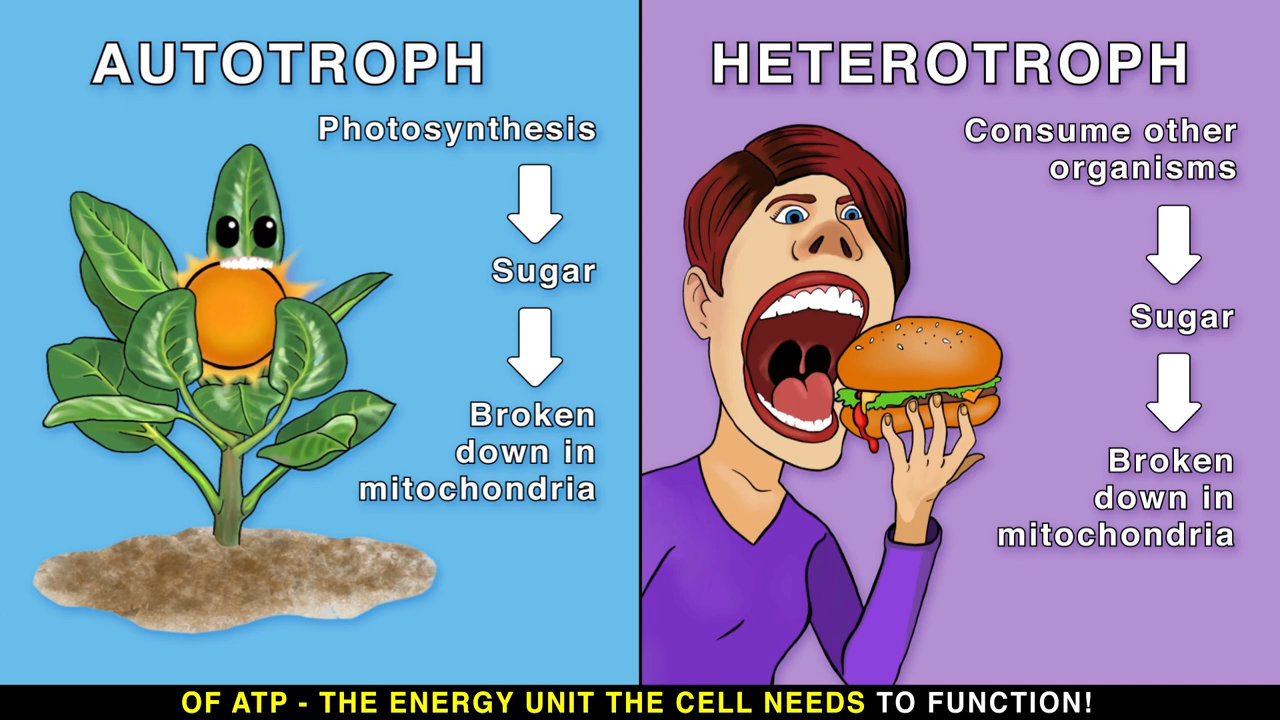 AUTOTROPH
Photosynthesis
Sugar
Broken
down in
mitochondria
HETEROTROPH
Consume other
organisms
Sugar
Broken
down in
mitochondria
OF ATP - THE ENERGY UNIT THE CELL NEEDS TO FUNCTION!